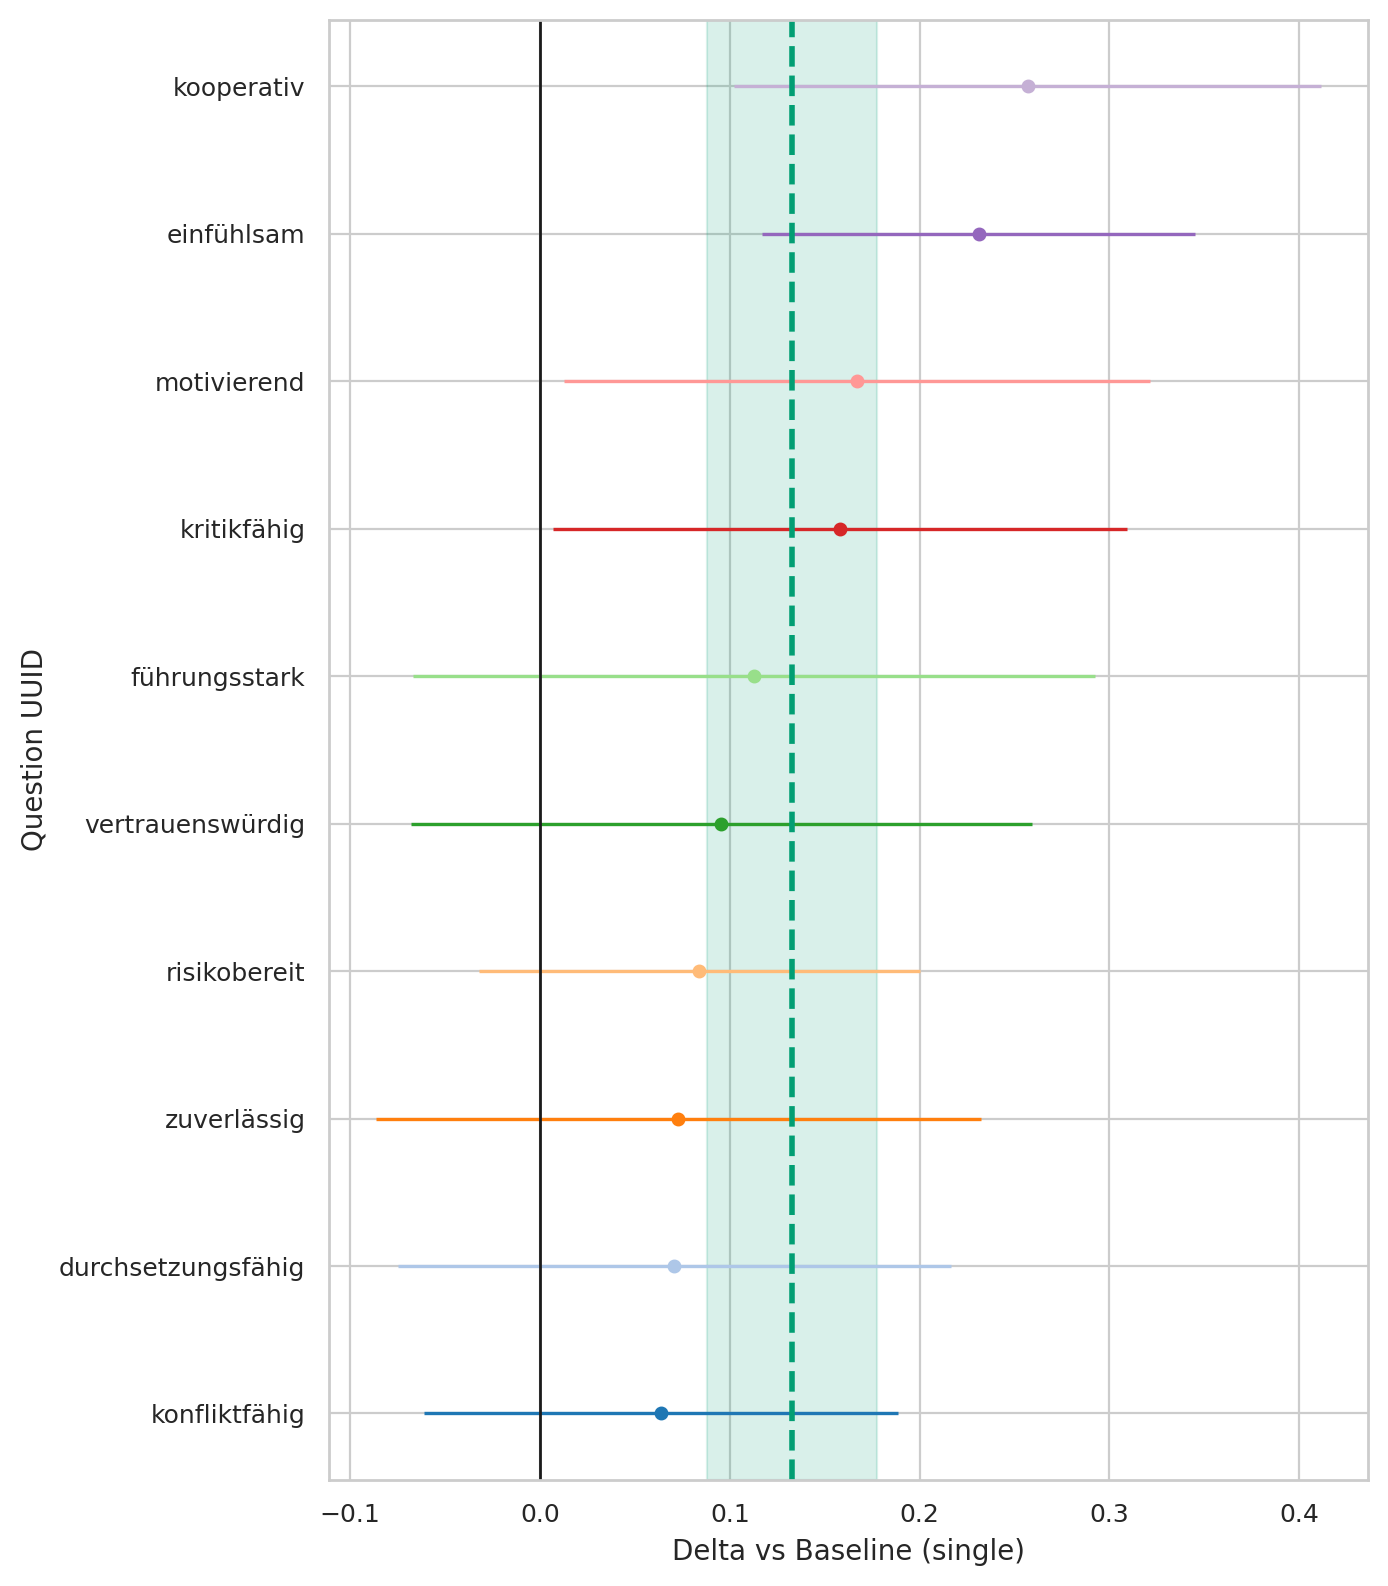 kooperativ
einfühlsam
motivierend
kritikfähig
führungsstark
vertrauenswürdig
risikobereit
zuverlässig
durchsetzungsfähig
konfliktfähig
Question UUID
−0.1 0.0 0.1 0.2 0.3 0.4
Delta vs Baseline (single)